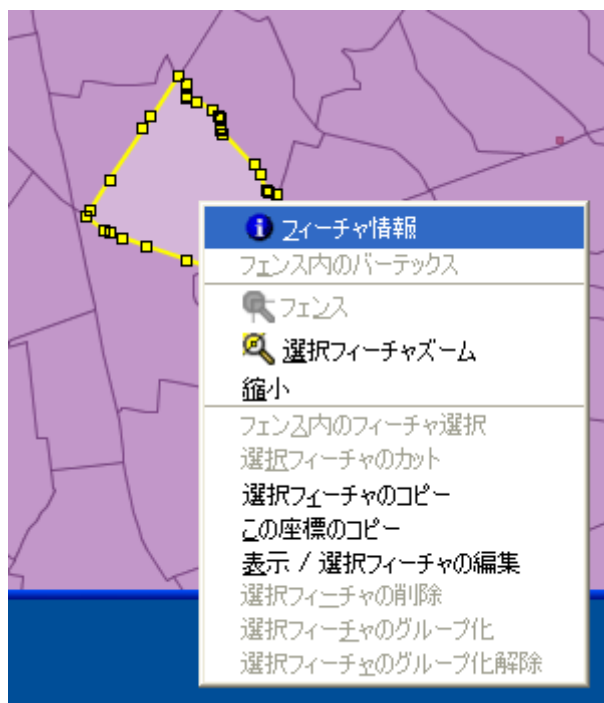 フィーチャ情報
フェンス内のバーテックス
フェンス
選択フィーチャズーム
縮小
フェンス内のフィーチャ選択
選択フィーチャのカット
選択フィーチャのコピー
この座標のコピー
表示 / 選択フィーチャの編集
選択フィーチャの削除
選択フィーチャのグループ化
選択フィーチャのグループ化解除